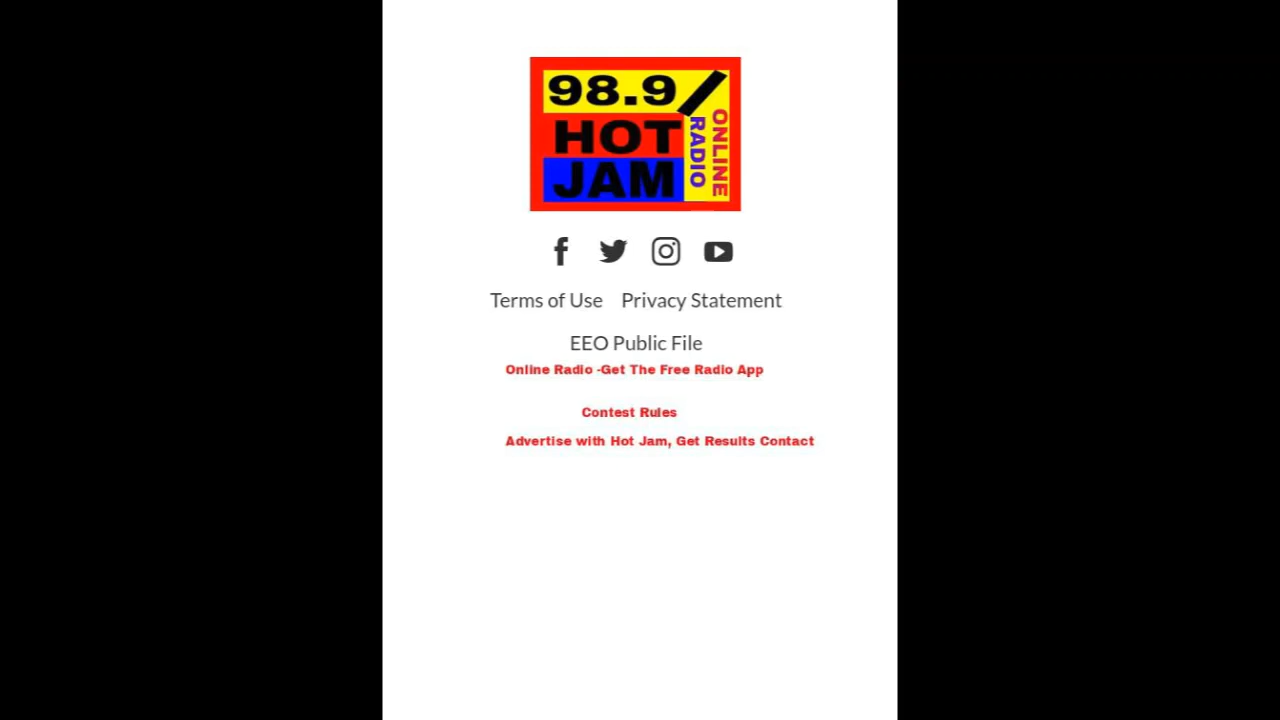 98.9/
HOT
JAM
RADIO
ONLINE
Terms of Use Privacy Statement
EEO Public File
Online Radio -Get The Free Radio App
Contest Rules
Advertise with Hot Jam, Get Results Contact